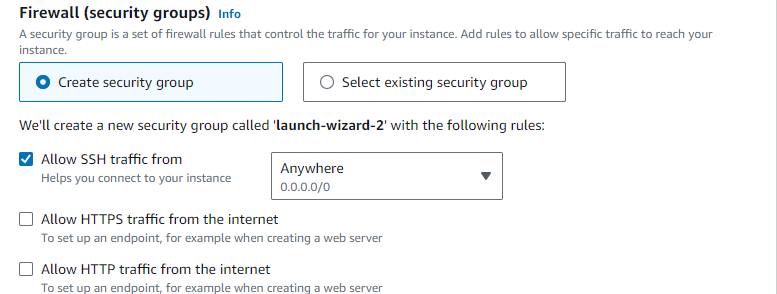 Firewall (security groups) Info
A security group is a set of firewall rules that control the traffic for your instance. Add rules to allow specific traffic to reach your
instance.
Create security group
Select existing security group
We'll create a new security group called 'launch-wizard-2' with the following rules:
Allow SSH traffic from
Helps you connect to your instance
Anywhere
0.0.0.0/0
Allow HTTPS traffic from the internet
To set up an endpoint, for example when creating a web server
Allow HTTP traffic from the internet
To set up an endpoint, for example when creating a web server